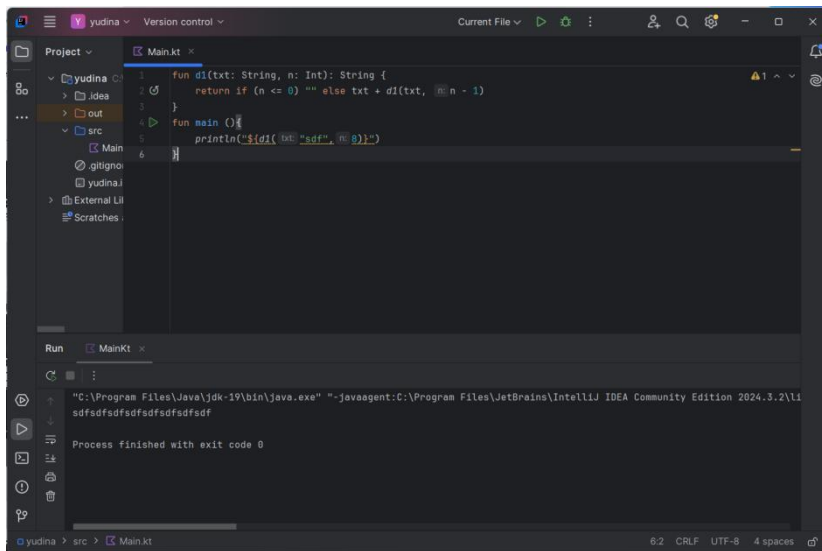 Y yudina Version control Current File
Project
Main.kt
yudina C:\
.idea
out
src
Main
.gitignor
yudina.i
External Lil
Scratches
1 fun d1(txt: String, n: Int): String {
2 return if (n <= 0) "" else txt + d1(txt, n: n - 1)
3 }
4 fun main (){
5 println("${d1( txt: "sdf", n: 8)}")
6 }
1
Run MainKt
"C:\Program Files\Java\jdk-19\bin\java.exe" "-javaagent:C:\Program Files\JetBrains\IntelliJ IDEA Community Edition 2024.3.2\li
sdfsdfsdfsdfsdfsdfsdfsdf
Process finished with exit code 0
yudina > src > Main.kt 6:2 CRLF UTF-8 4 spaces